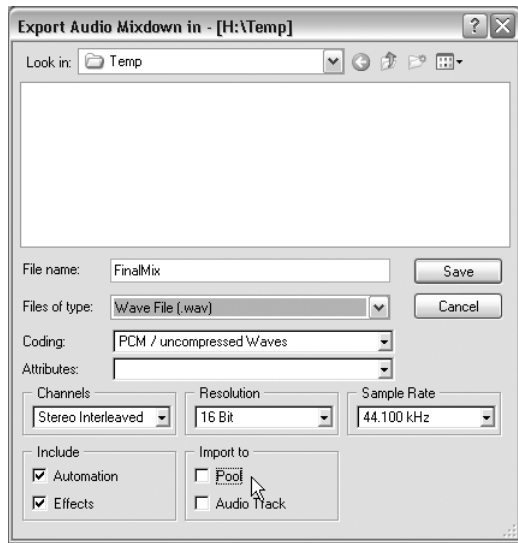 Export Audio Mixdown in - [H:\Temp]
Look in: Temp
File name: FinalMix Save
Files of type: Wave File (.wav) Cancel
Coding: PCM / uncompressed Waves
Attributes:
Channels Resolution Sample Rate
Stereo Interleaved 16 Bit 44.100 kHz
Include Import to
Automation Pool
Effects Audio Track